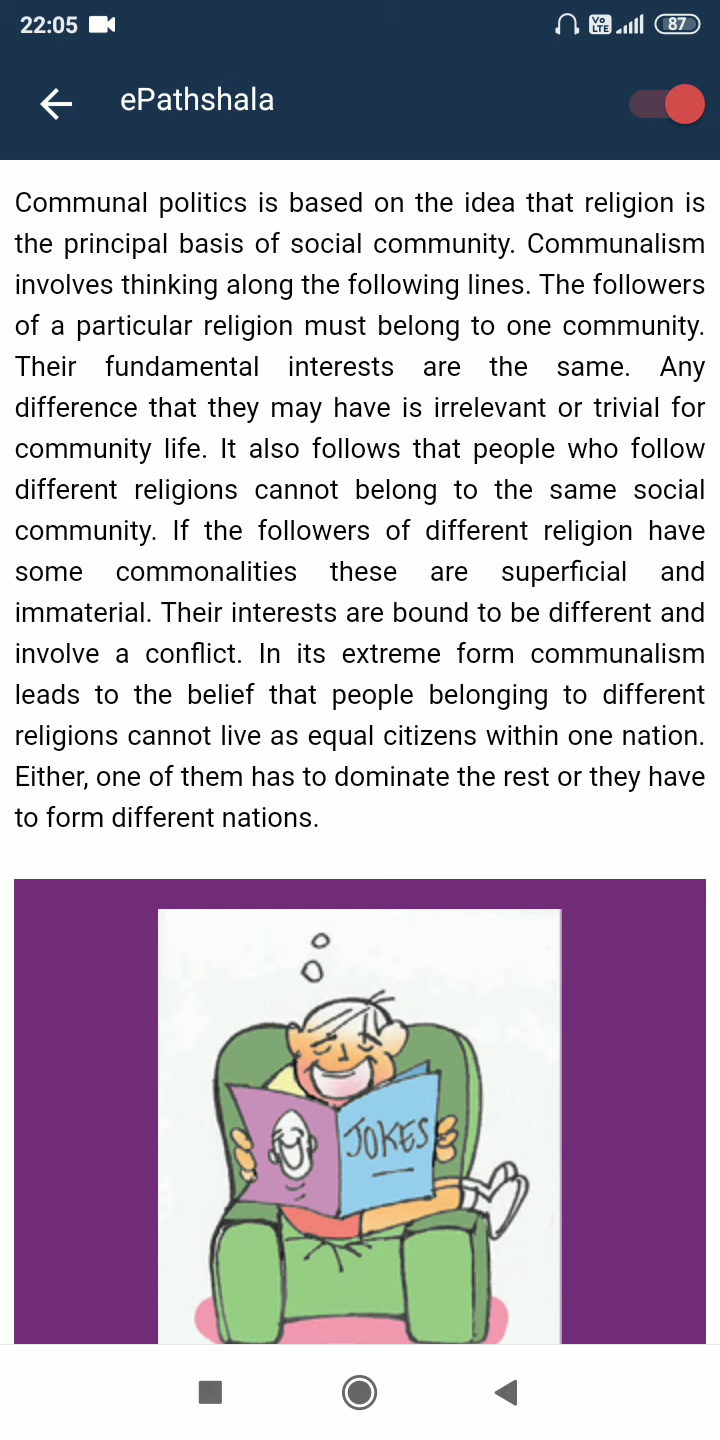 22:05
Vo
LTE
87
ePathshala
Communal politics is based on the idea that religion is
the principal basis of social community. Communalism
involves thinking along the following lines. The followers
of a particular religion must belong to one community.
Their fundamental interests are the same. Any
difference that they may have is irrelevant or trivial for
community life. It also follows that people who follow
different religions cannot belong to the same social
community. If the followers of different religion have
some commonalities these are superficial and
immaterial. Their interests are bound to be different and
involve a conflict. In its extreme form communalism
leads to the belief that people belonging to different
religions cannot live as equal citizens within one nation.
Either, one of them has to dominate the rest or they have
to form different nations.
JOKES